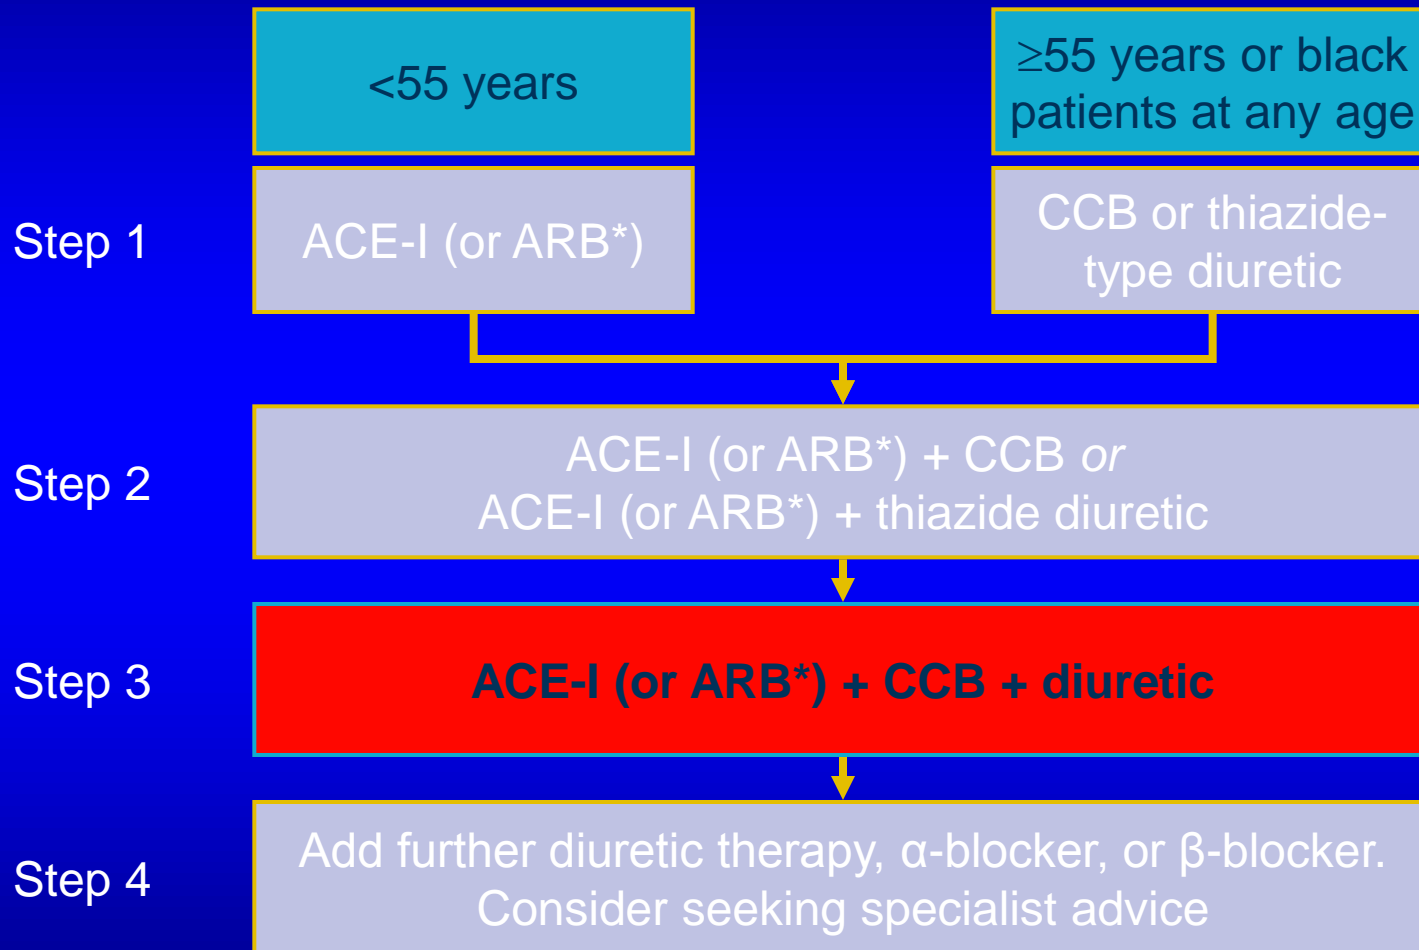 <55 years
≥55 years or black
patients at any age
Step 1
ACE-I (or ARB*)
CCB or thiazide-
type diuretic
Step 2
ACE-I (or ARB*) + CCB or
ACE-I (or ARB*) + thiazide diuretic
Step 3
ACE-I (or ARB*) + CCB + diuretic
Step 4
Add further diuretic therapy, α-blocker, or β-blocker.
Consider seeking specialist advice